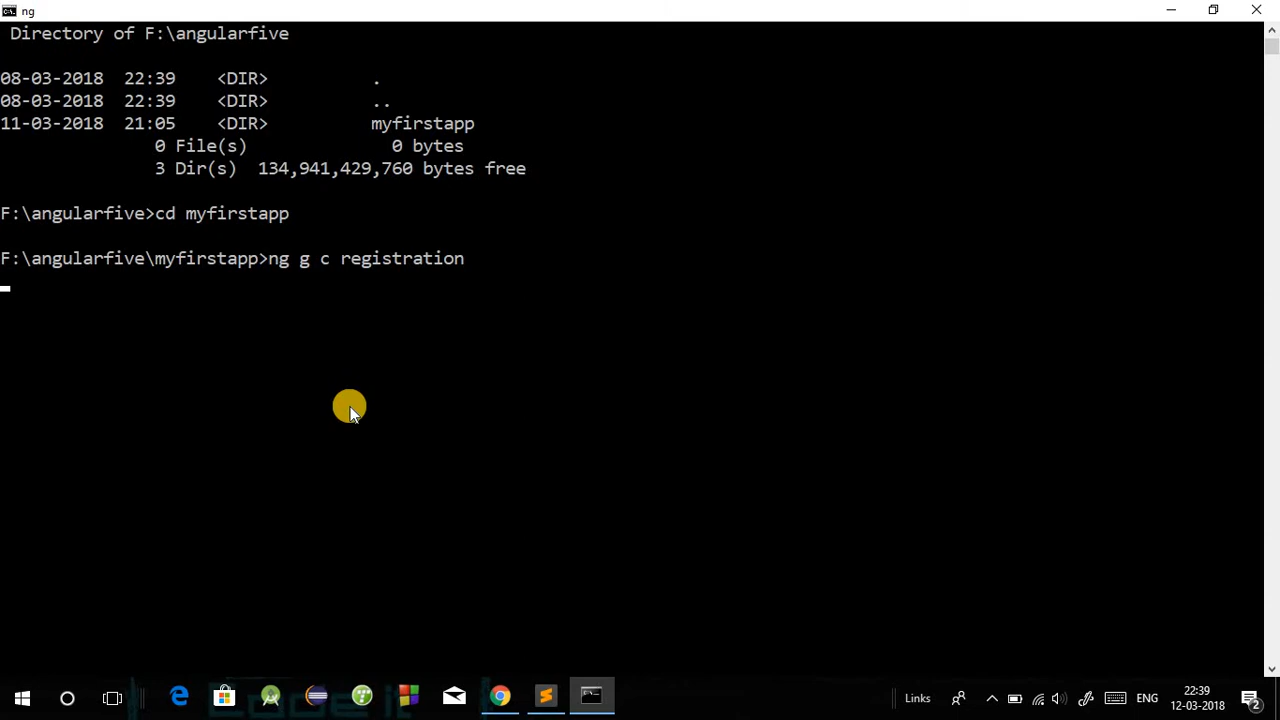 ng
Directory of F:\angularfive
08-03-2018 22:39 <DIR> .
08-03-2018 22:39 <DIR> ..
11-03-2018 21:05 <DIR> myfirstapp
0 File(s) 0 bytes
3 Dir(s) 134,941,429,760 bytes free
F:\angularfive>cd myfirstapp
F:\angularfive\myfirstapp>ng g c registration
Links
ENG
22:39
12-03-2018
2